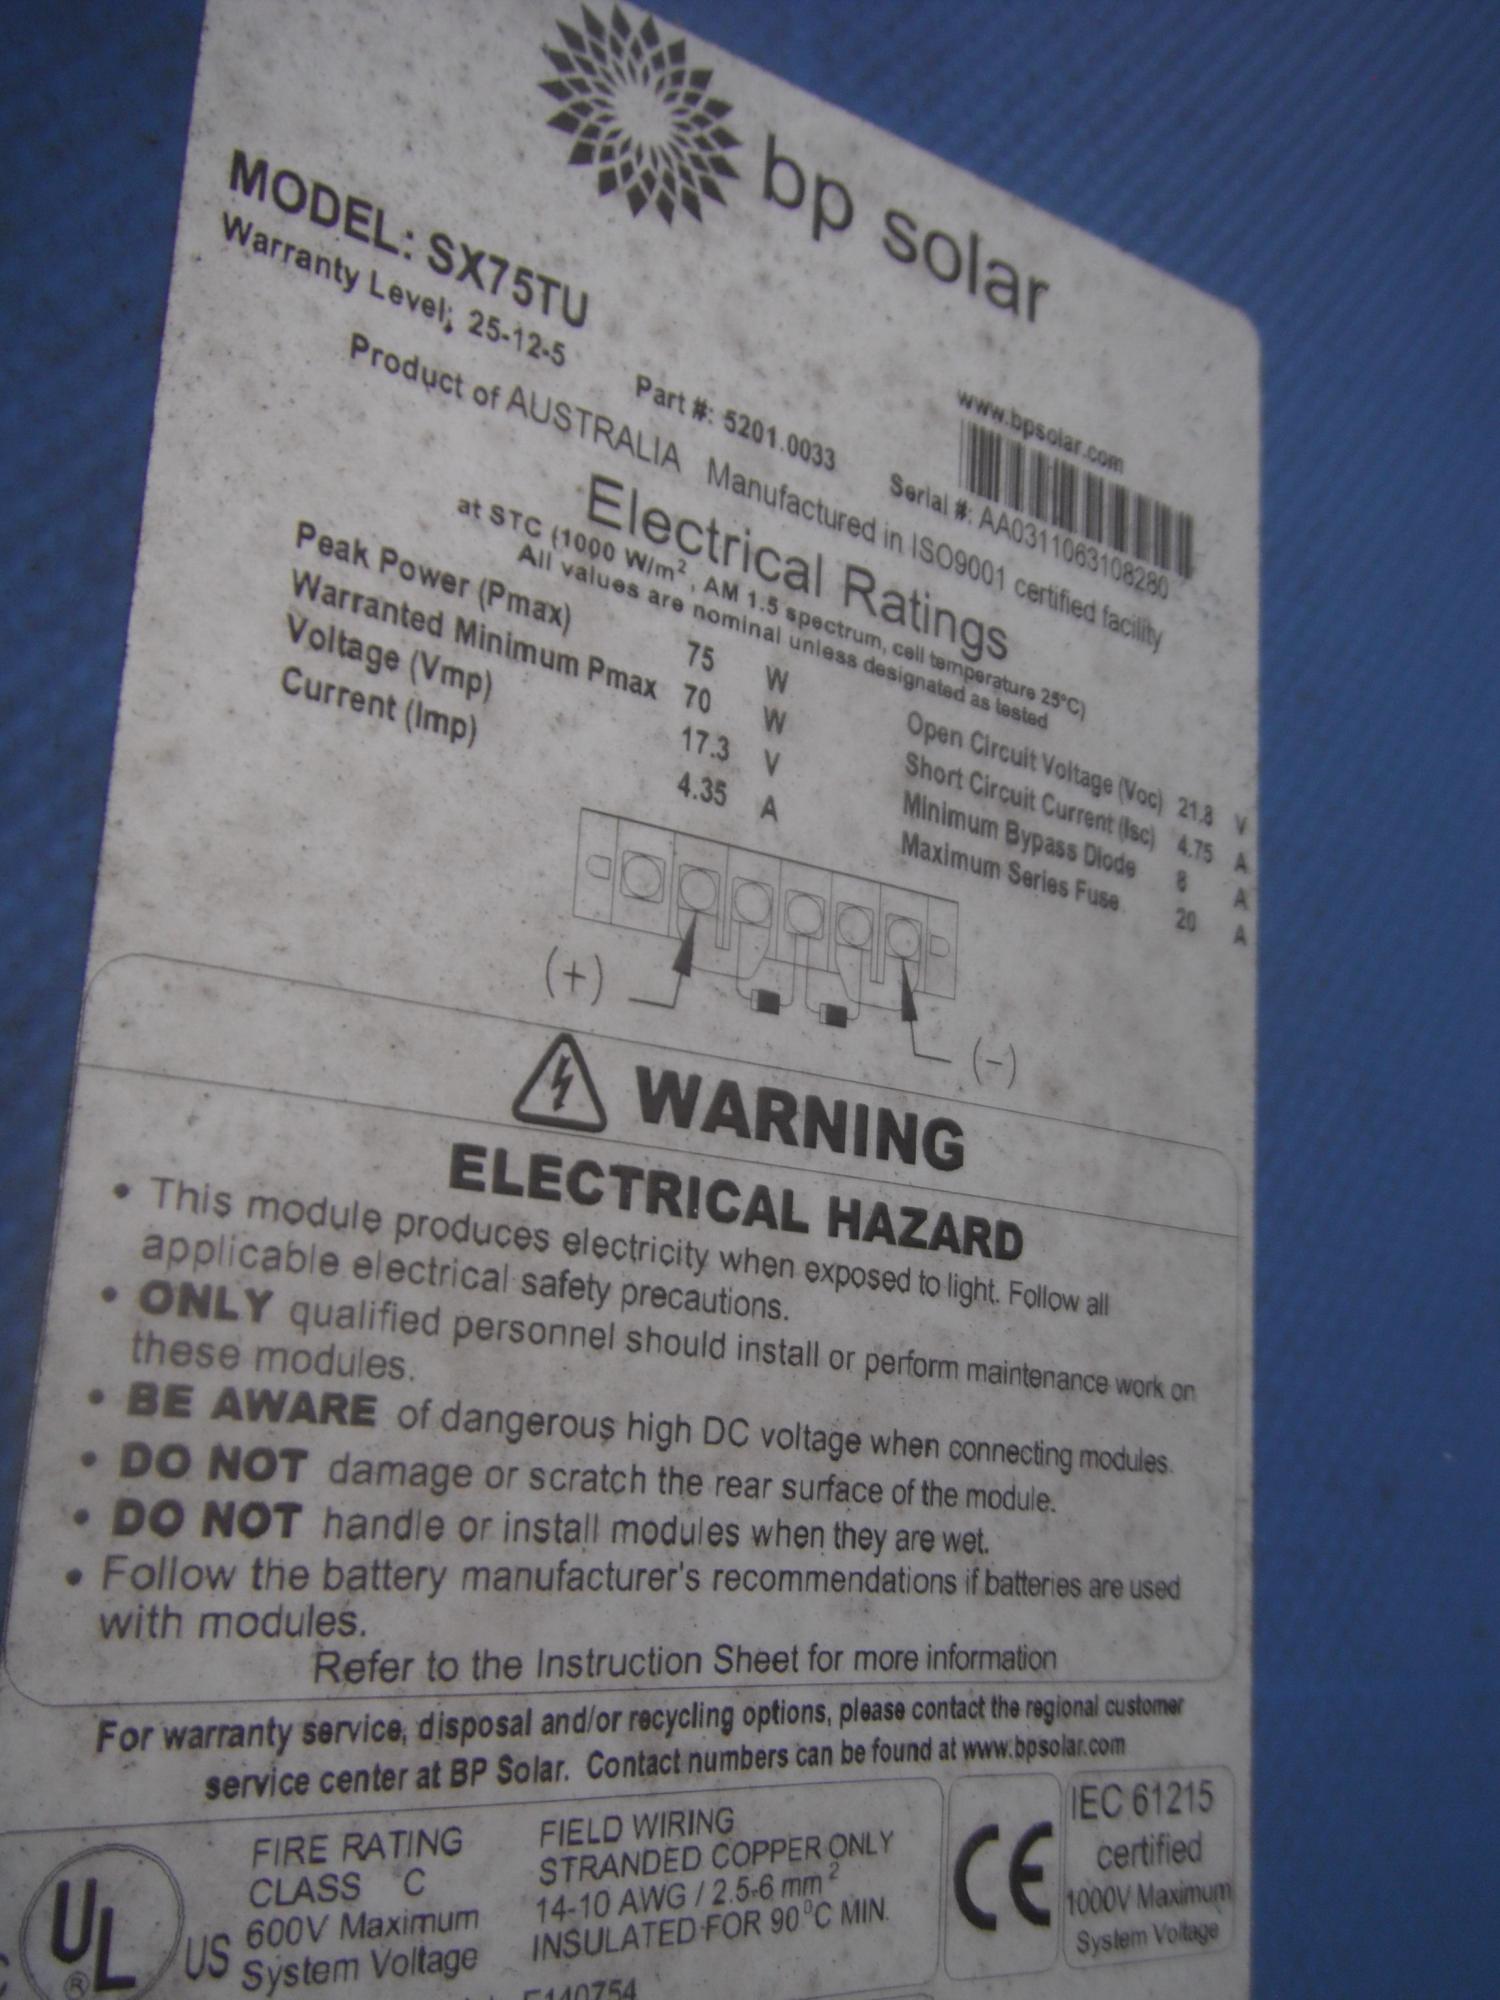 bp solar
MODEL: SX75TU
Warranty Level; 25-12-5
Part #: 5201.0033
www.bpsolar.com
Serial #: AA0311063108280
Product of AUSTRALIA Manufactured in ISO9001 certified facility
Electrical Ratings
at STC (1000 W/m², AM 1.5 spectrum, cell temperature 25°C)
All values are nominal unless designated as tested
Peak Power (Pmax) 75 W
Warranted Minimum Pmax 70 W
Voltage (Vmp) 17.3 V
Current (Imp) 4.35 A
Open Circuit Voltage (Voc) 21.8 V
Short Circuit Current (Isc) 4.75 A
Minimum Bypass Diode 8 A
Maximum Series Fuse 20 A
(+)
(-)
WARNING
ELECTRICAL HAZARD
• This module produces electricity when exposed to light. Follow all
applicable electrical safety precautions.
• ONLY qualified personnel should install or perform maintenance work on
these modules.
• BE AWARE of dangerous high DC voltage when connecting modules.
• DO NOT damage or scratch the rear surface of the module.
• DO NOT handle or install modules when they are wet.
• Follow the battery manufacturer's recommendations if batteries are used
with modules.
Refer to the Instruction Sheet for more information
For warranty service, disposal and/or recycling options, please contact the regional customer
service center at BP Solar. Contact numbers can be found at www.bpsolar.com
C UL ® US
FIRE RATING
CLASS C
600V Maximum
System Voltage
FIELD WIRING
STRANDED COPPER ONLY
14-10 AWG / 2.5-6 mm²
INSULATED FOR 90°C MIN.
E140754
CE
IEC 61215
certified
1000V Maximum
System Voltage